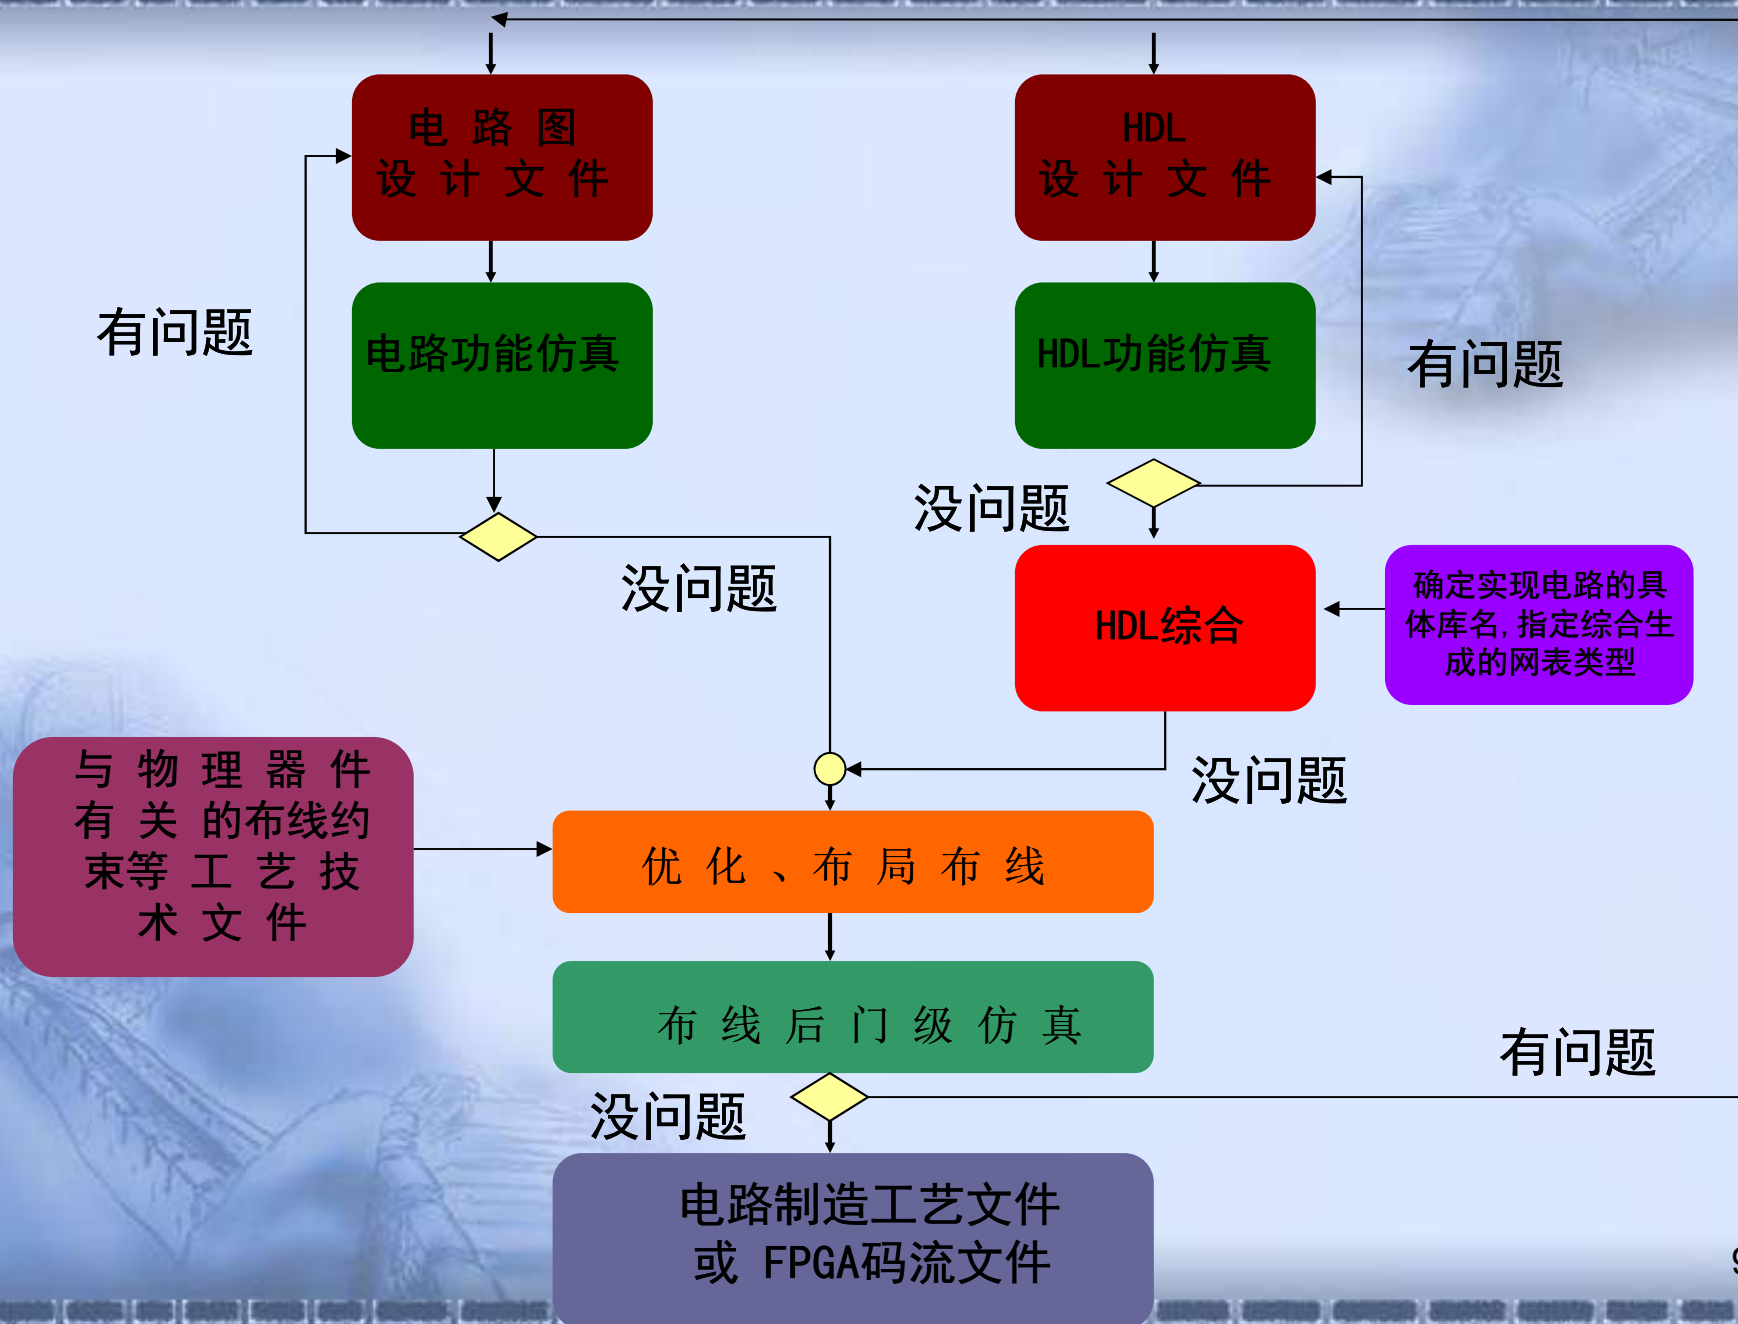 电 路 图
设 计 文 件
HDL
设 计 文 件
有问题
电路功能仿真
HDL功能仿真
有问题
没问题
没问题
HDL综合
确定实现电路的具
体库名,指定综合生
成的网表类型
与 物 理 器 件
有 关 的布线约
束等 工 艺 技
术 文 件
没问题
优 化 、布 局 布 线
布 线 后 门 级 仿 真
有问题
没问题
电路制造工艺文件
或 FPGA码流文件